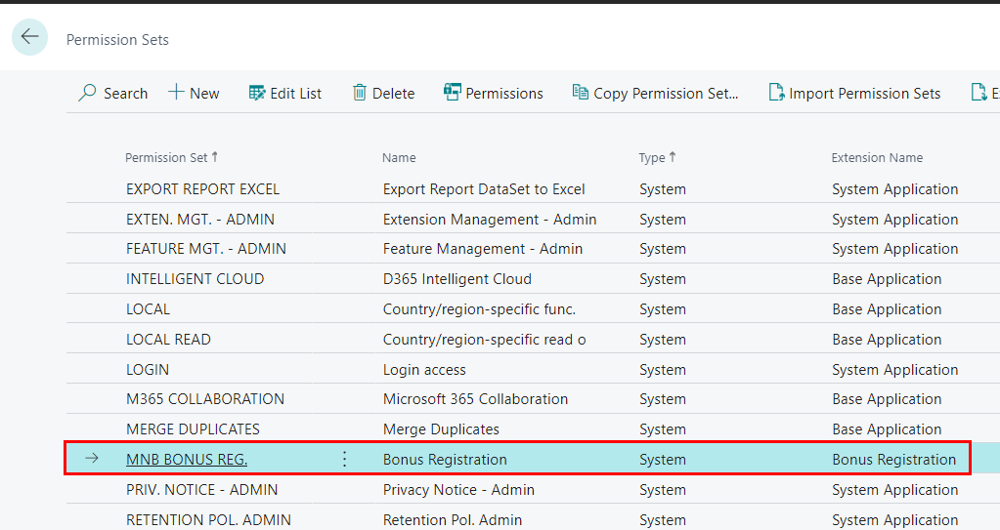 Permission Sets
Search New Edit List Delete Permissions Copy Permission Set... Import Permission Sets
Permission Set ↑ Name Type ↑ Extension Name
EXPORT REPORT EXCEL Export Report DataSet to Excel System System Application
EXTEN. MGT. - ADMIN Extension Management - Admin System System Application
FEATURE MGT. - ADMIN Feature Management - Admin System System Application
INTELLIGENT CLOUD D365 Intelligent Cloud System Base Application
LOCAL Country/region-specific func. System Base Application
LOCAL READ Country/region-specific read o System Base Application
LOGIN Login access System System Application
M365 COLLABORATION Microsoft 365 Collaboration System Base Application
MERGE DUPLICATES Merge Duplicates System Base Application
MNB BONUS REG. Bonus Registration System Bonus Registration
PRIV. NOTICE - ADMIN Privacy Notice - Admin System System Application
RETENTION POL. ADMIN Retention Pol. Admin System System Application